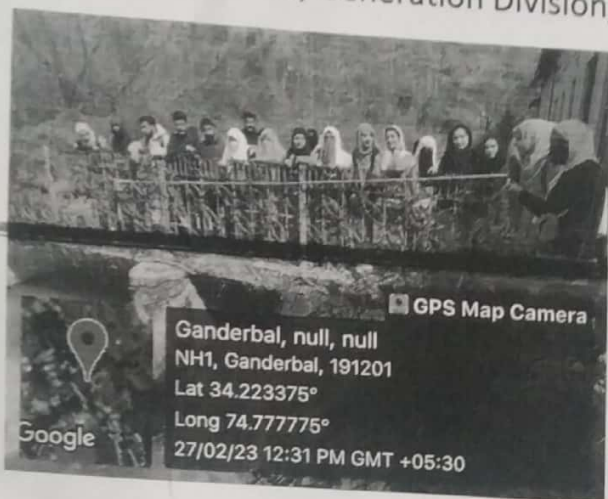 Generation Division
GPS Map Camera
Ganderbal, null, null
NH1, Ganderbal, 191201
Lat 34.223375°
Long 74.777775°
27/02/23 12:31 PM GMT +05:30
Google